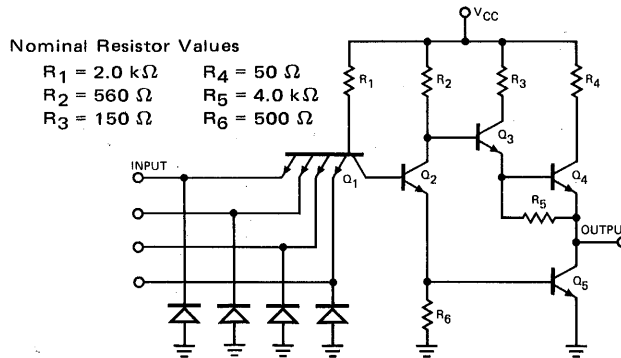 Nominal Resistor Values
R1 = 2.0 kΩ R4 = 50 Ω
R2 = 560 Ω R5 = 4.0 kΩ
R3 = 150 Ω R6 = 500 Ω
VCC
R1 R2 R3 R4
Q3
INPUT
Q1 Q2 Q4
R5
OUTPUT
Q5
R6